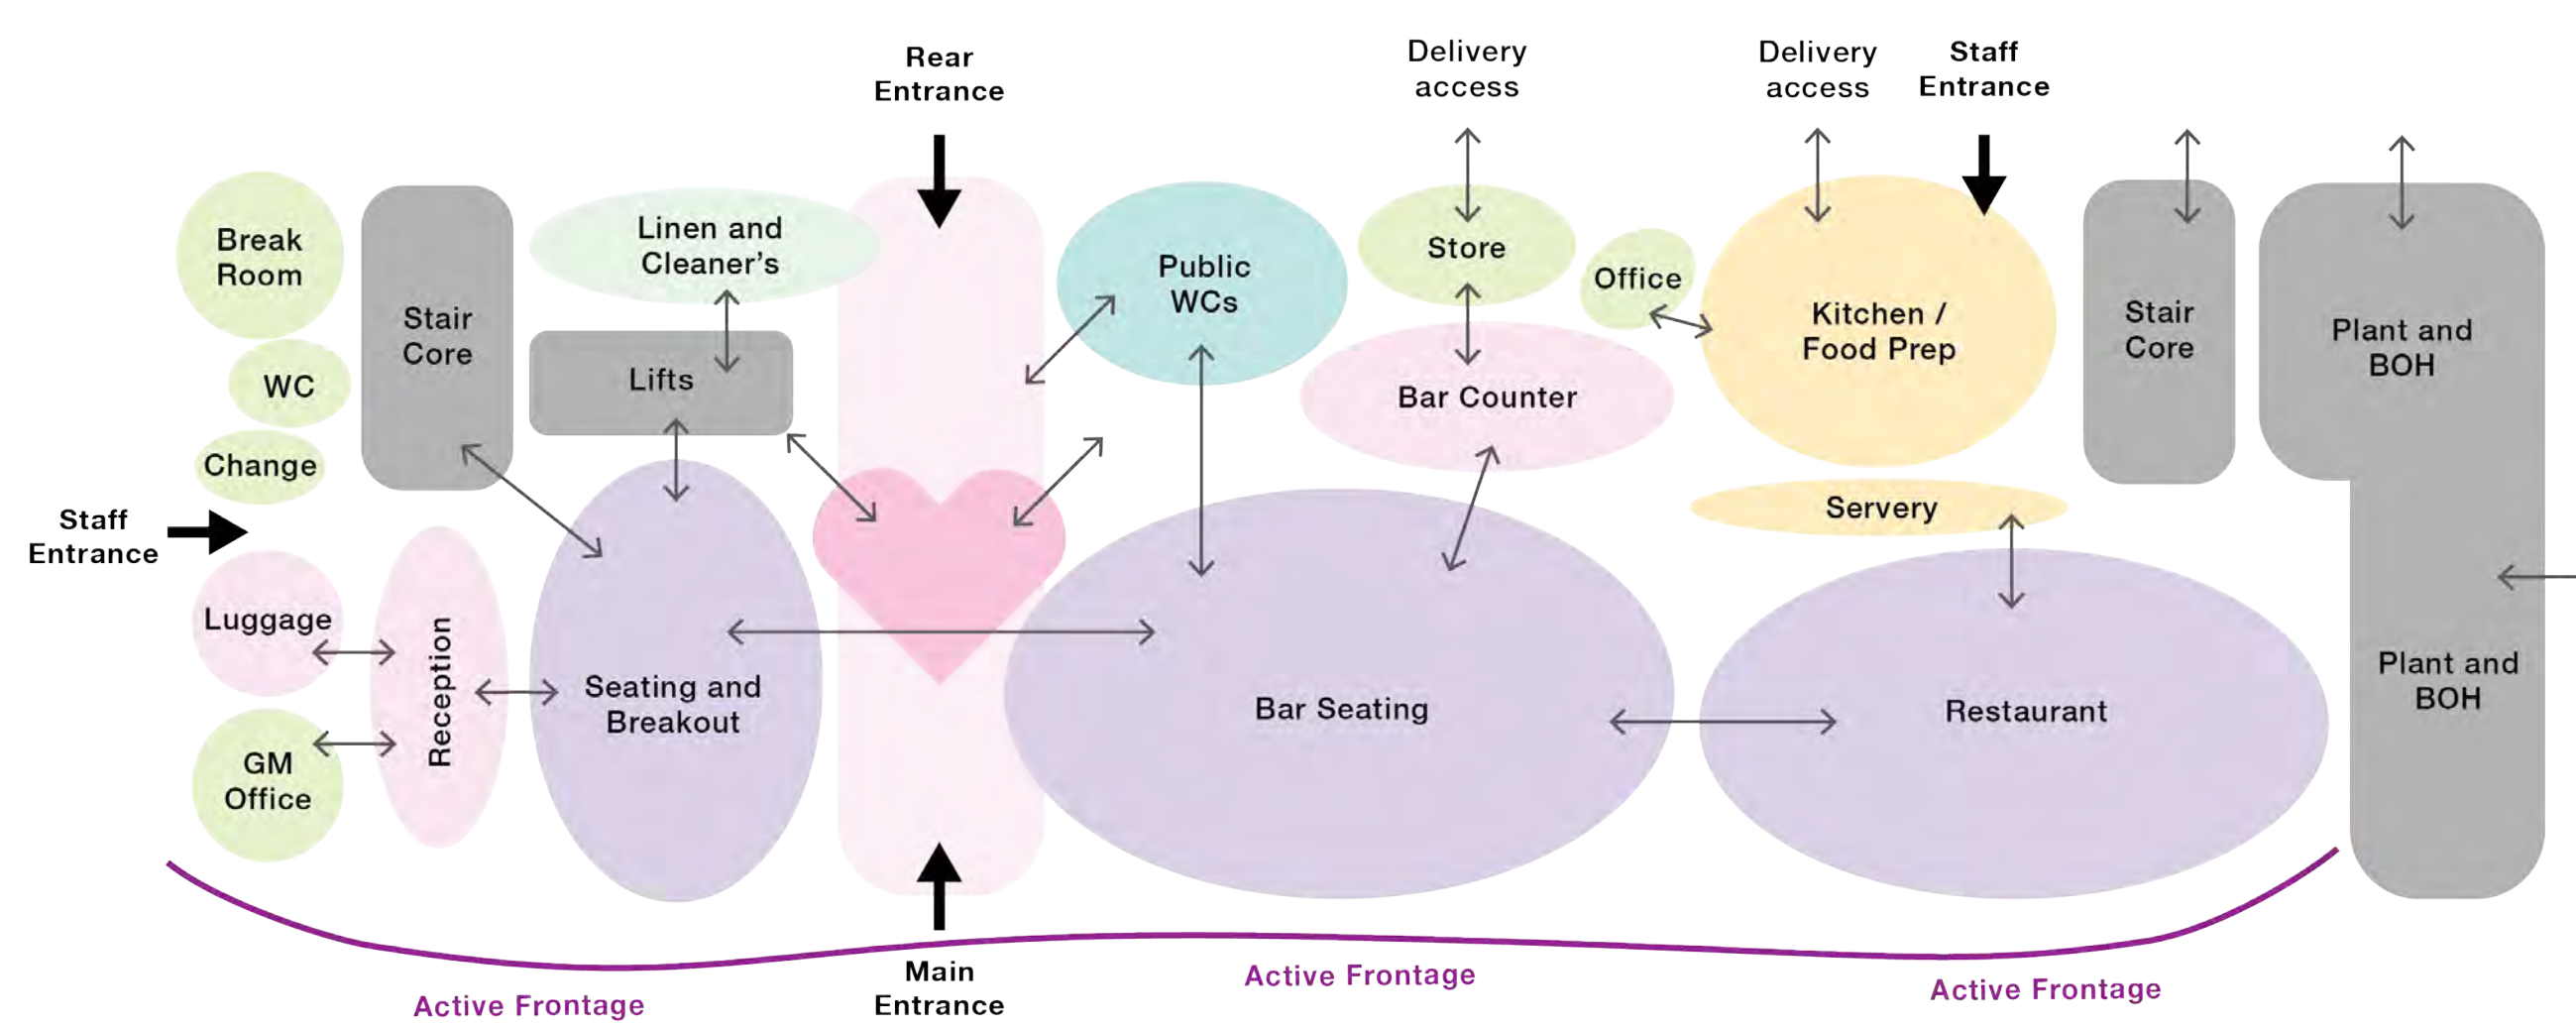 Rear
Entrance
Delivery
access
Delivery
access
Staff
Entrance
Break
Room
Stair
Core
Linen and
Cleaner's
Public
WCs
Store
Office
Kitchen /
Food Prep
Stair
Core
Plant and
BOH
WC
Lifts
Bar Counter
Change
Servery
Staff
Entrance
Luggage
Reception
Seating and
Breakout
Bar Seating
Restaurant
Plant and
BOH
GM
Office
Main
Entrance
Active Frontage
Active Frontage
Active Frontage